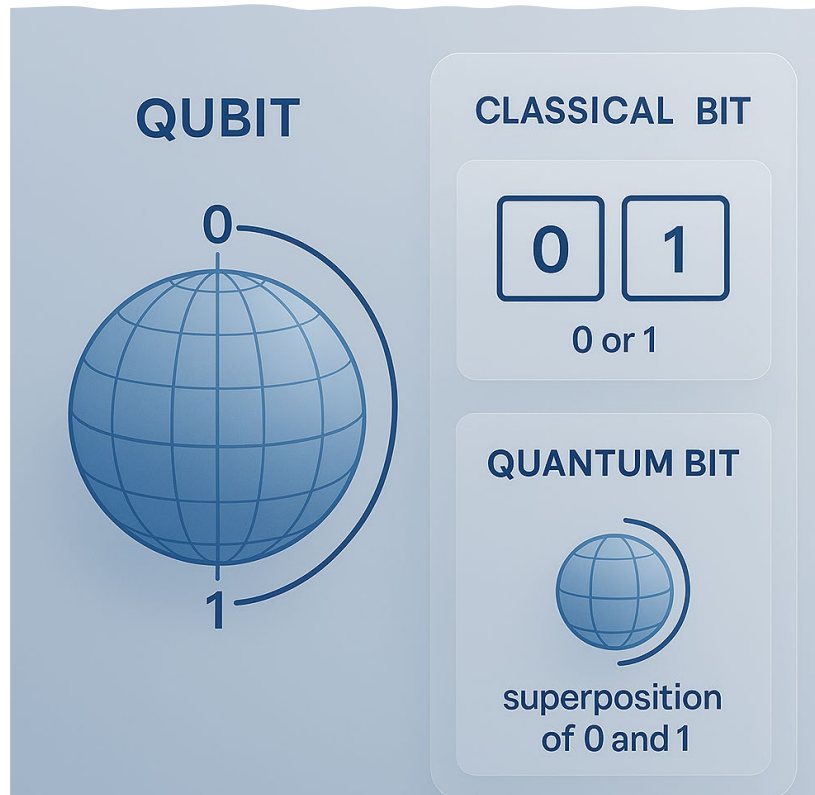 QUBIT
0
1
CLASSICAL BIT
0 1
0 or 1
QUANTUM BIT
superposition
of 0 and 1